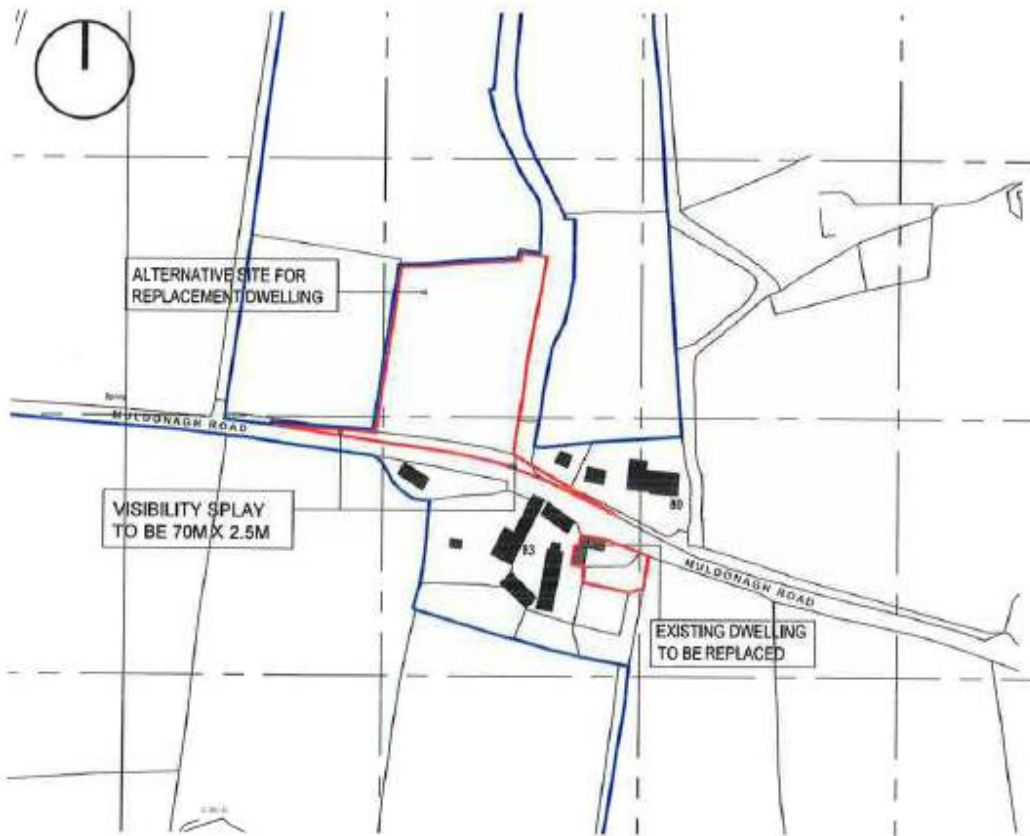 ALTERNATIVE SITE FOR
REPLACEMENT DWELLING
MULDONAGH ROAD
VISIBILITY SPLAY
TO BE 70M X 2.5M
80
83
MULDONAGH ROAD
EXISTING DWELLING
TO BE REPLACED